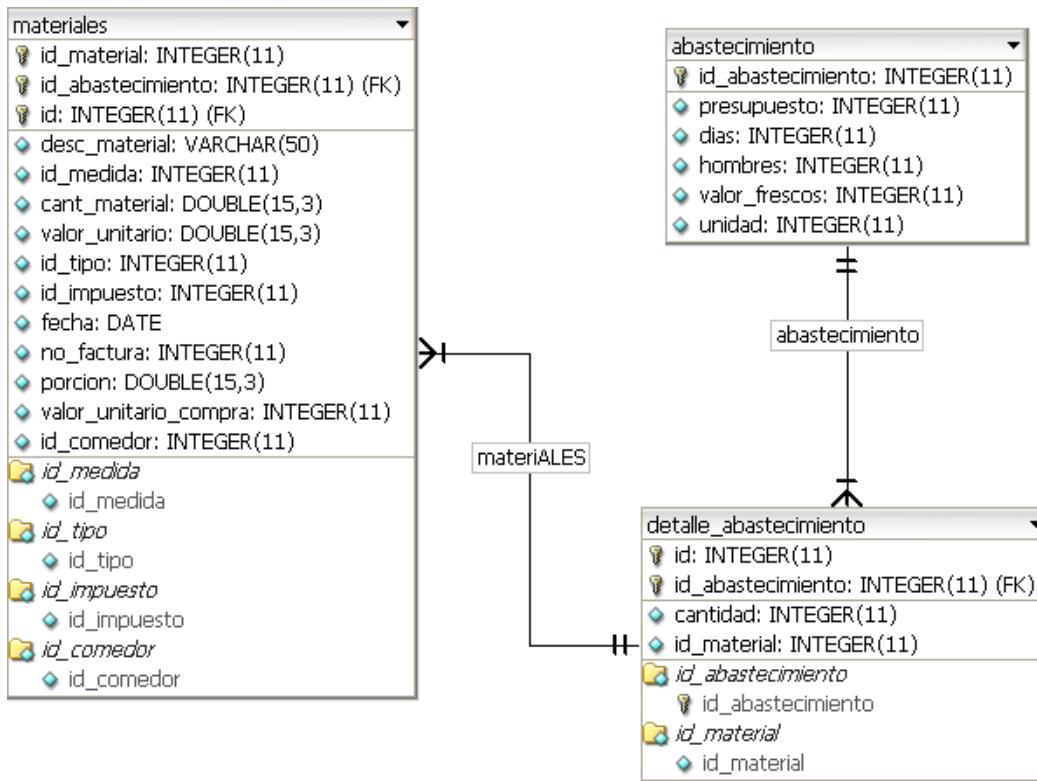 materiales
id_material: INTEGER(11)
id_abastecimiento: INTEGER(11) (FK)
id: INTEGER(11) (FK)
desc_material: VARCHAR(50)
id_medida: INTEGER(11)
cant_material: DOUBLE(15,3)
valor_unitario: DOUBLE(15,3)
id_tipo: INTEGER(11)
id_impuesto: INTEGER(11)
fecha: DATE
no_factura: INTEGER(11)
porcion: DOUBLE(15,3)
valor_unitario_compra: INTEGER(11)
id_comedor: INTEGER(11)
id_medida
id_medida
id_tipo
id_tipo
id_impuesto
id_impuesto
id_comedor
id_comedor
materiALES
abastecimiento
id_abastecimiento: INTEGER(11)
presupuesto: INTEGER(11)
dias: INTEGER(11)
hombres: INTEGER(11)
valor_frescos: INTEGER(11)
unidad: INTEGER(11)
abastecimiento
detalle_abastecimiento
id: INTEGER(11)
id_abastecimiento: INTEGER(11) (FK)
cantidad: INTEGER(11)
id_material: INTEGER(11)
id_abastecimiento
id_abastecimiento
id_material
id_material